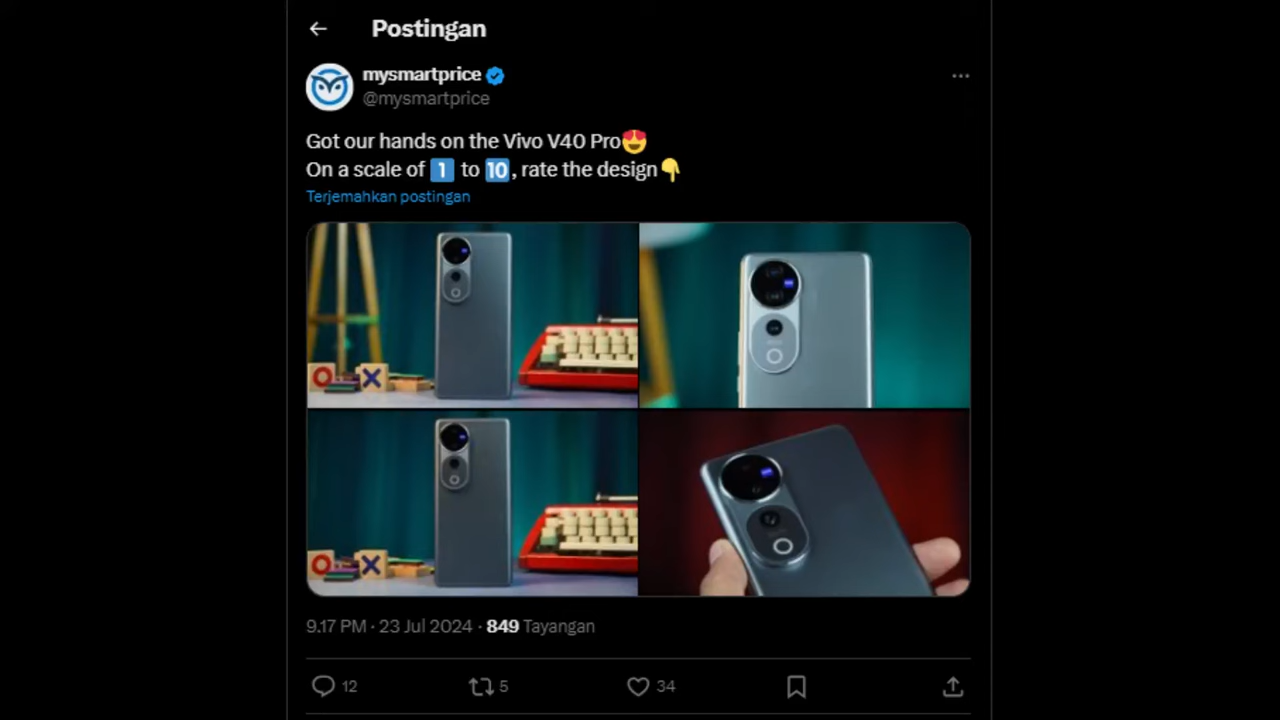 Postingan
mysmartprice
@mysmartprice
Got our hands on the Vivo V40 Pro😍
On a scale of 1️⃣ to 🔟, rate the design👇
Terjemahkan postingan
O X
O X
9.17 PM · 23 Jul 2024 · 849 Tayangan
12 5 34